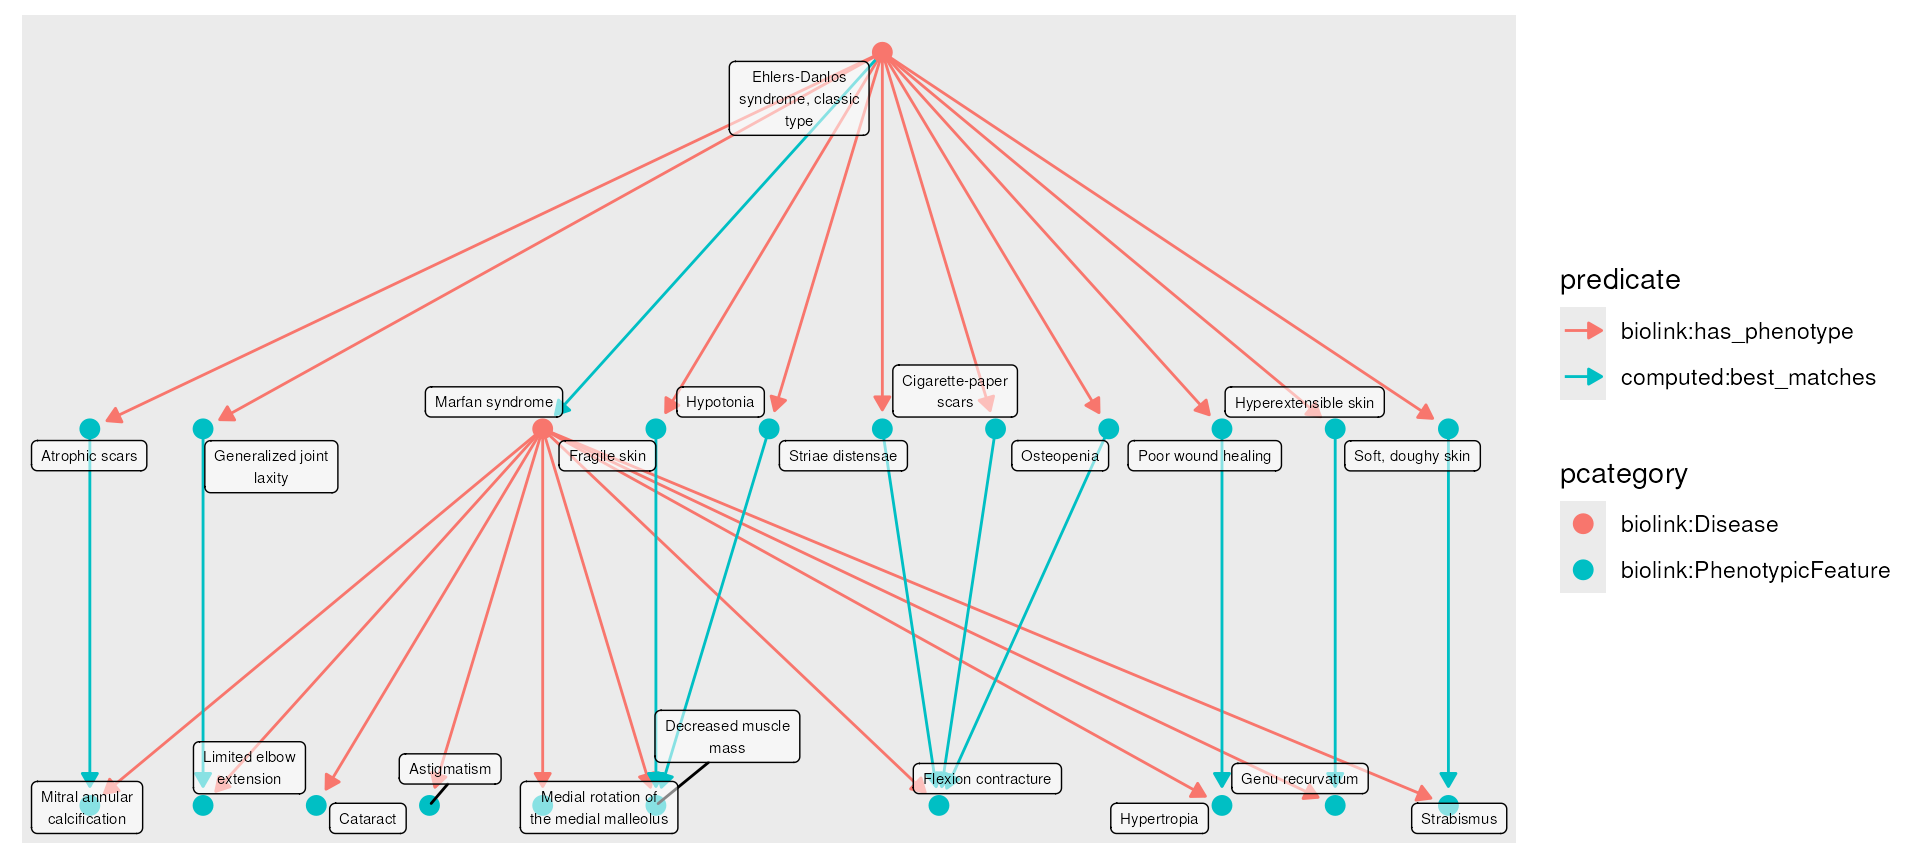 Ehlers-Danlos
syndrome, classic
type
Marfan syndrome
Hypotonia
Cigarette-paper
scars
Hyperextensible skin
Atrophic scars
Generalized joint
laxity
Fragile skin
Striae distensae
Osteopenia
Poor wound healing
Soft, doughy skin
Decreased muscle
mass
Limited elbow
extension
Astigmatism
Flexion contracture
Genu recurvatum
Mitral annular
calcification
Cataract
Medial rotation of
the medial malleolus
Hypertropia
Strabismus
predicate
biolink:has_phenotype
computed:best_matches
pcategory
biolink:Disease
biolink:PhenotypicFeature